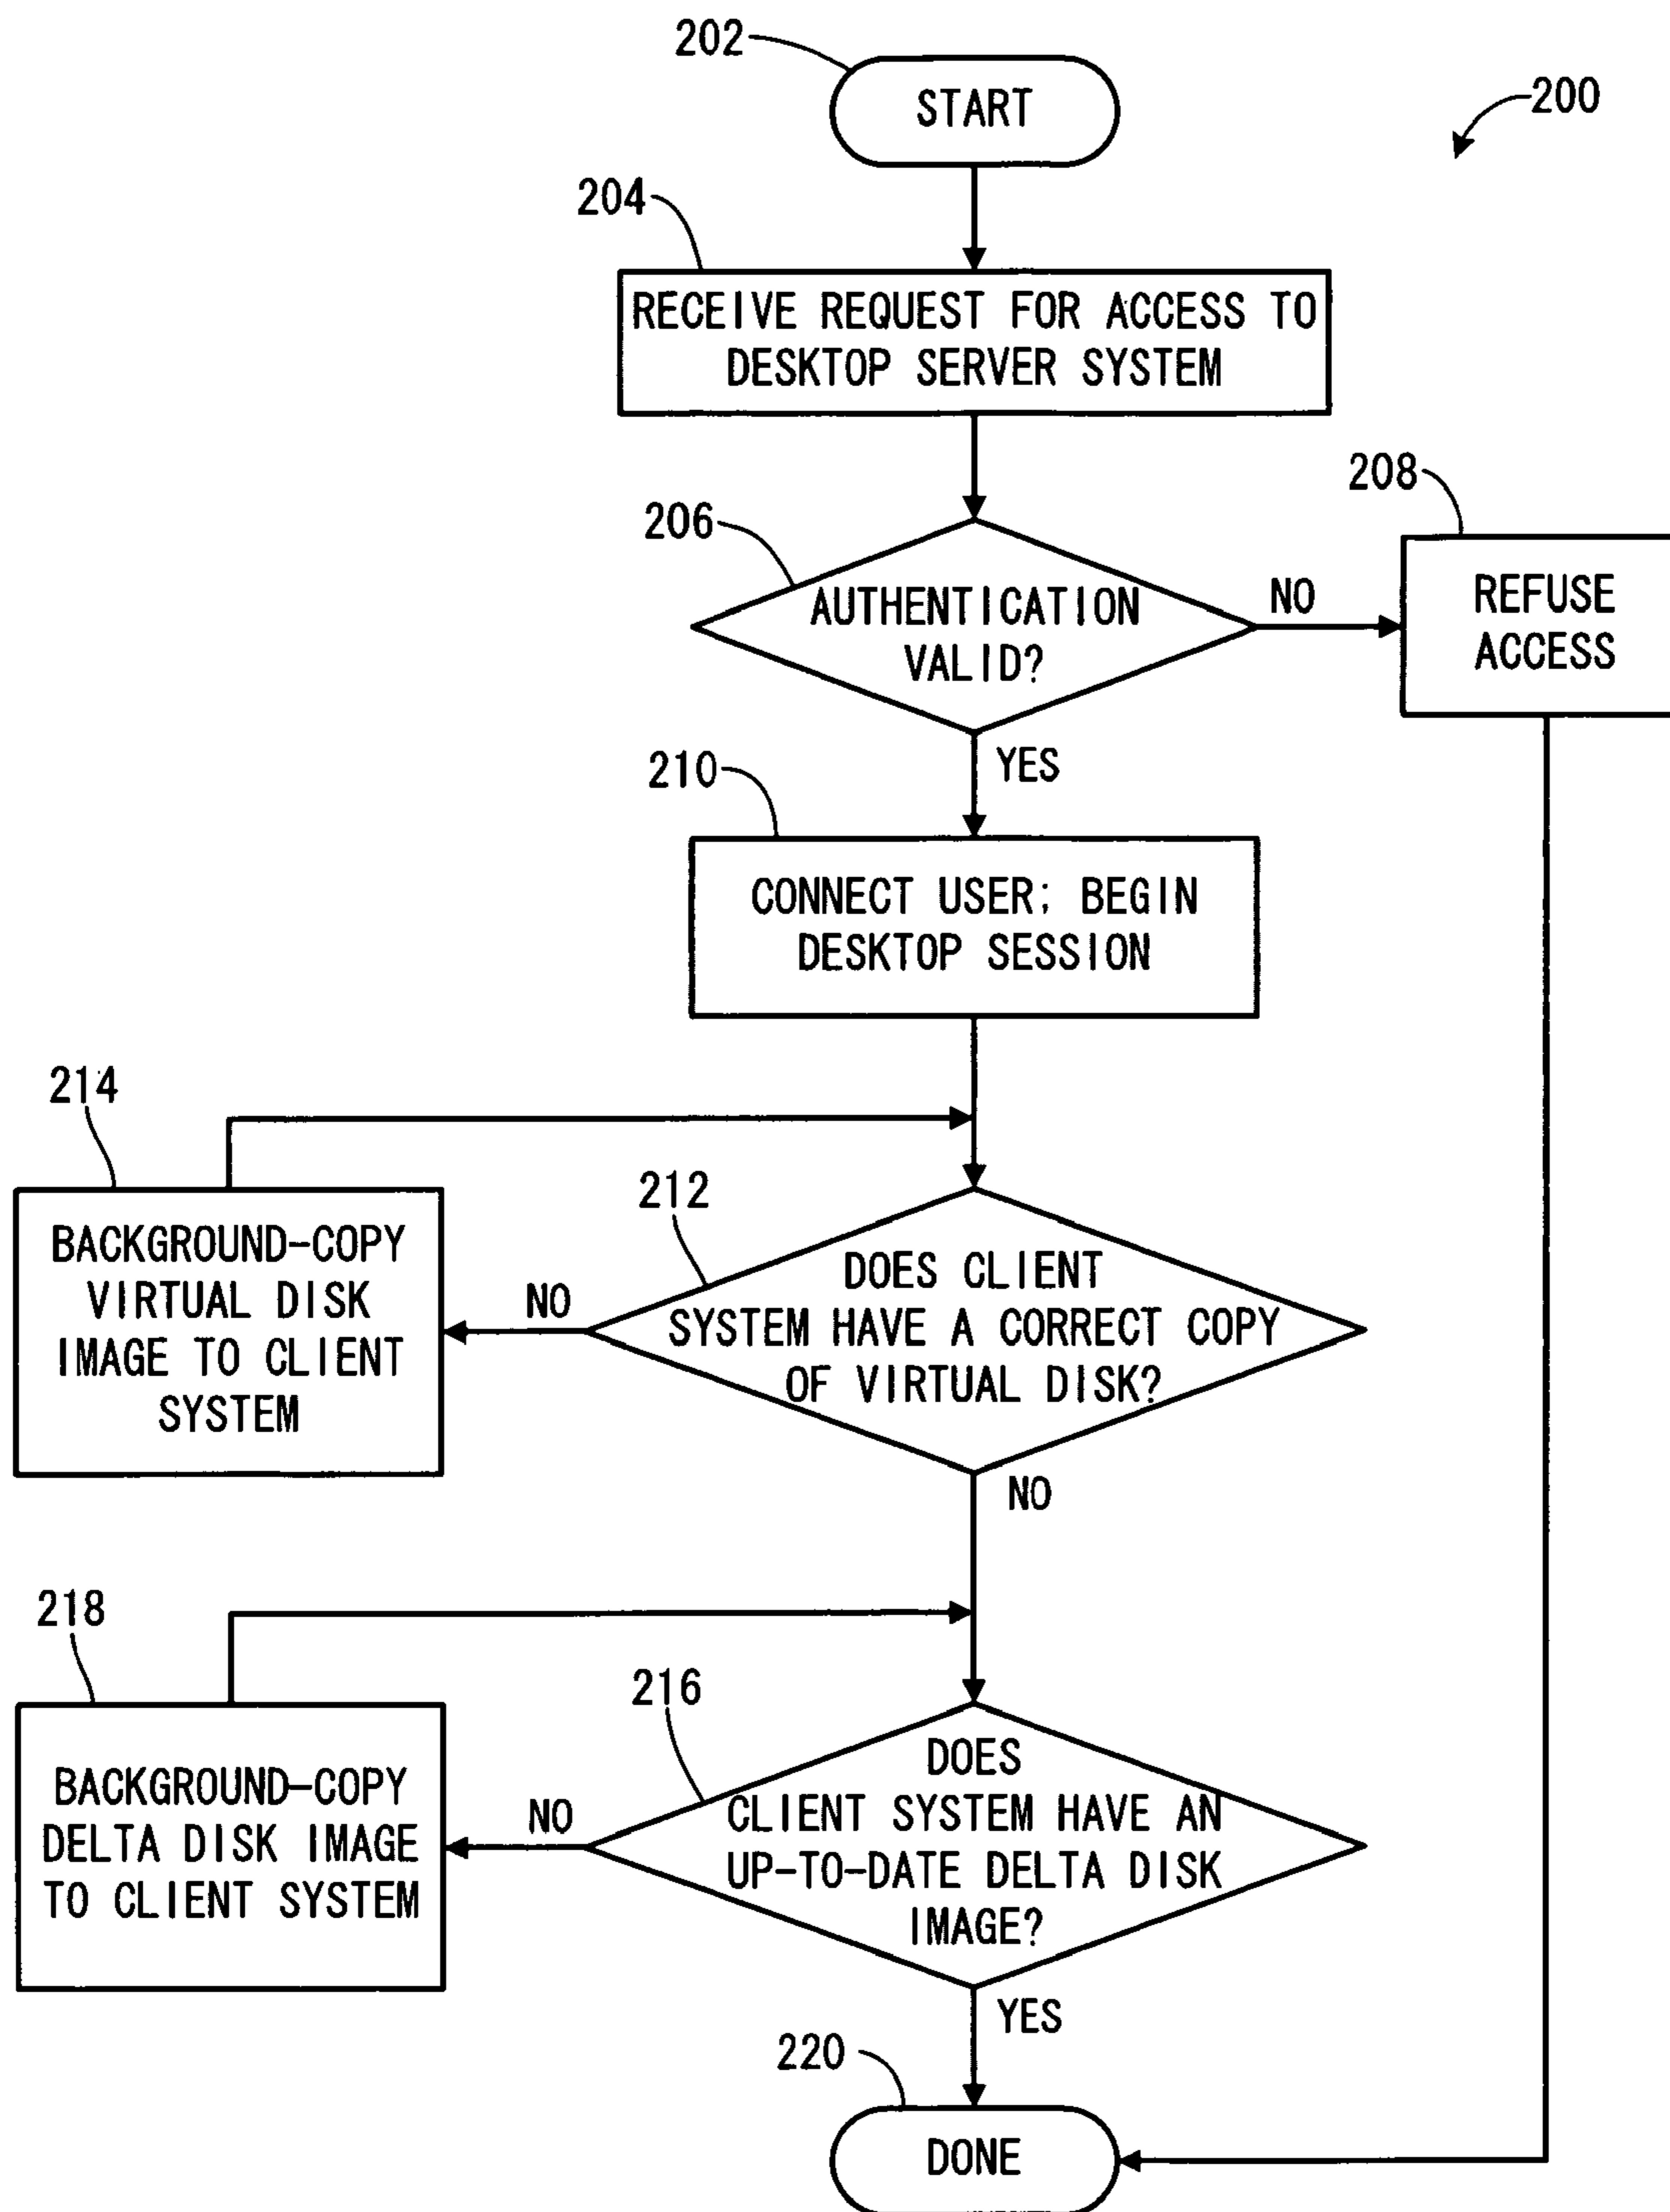 202
START
200
204
RECEIVE REQUEST FOR ACCESS TO
DESKTOP SERVER SYSTEM
208
206
AUTHENTICATION
VALID?
NO
REFUSE
ACCESS
YES
210
CONNECT USER; BEGIN
DESKTOP SESSION
214
212
BACKGROUND-COPY
VIRTUAL DISK
IMAGE TO CLIENT
SYSTEM
NO
DOES CLIENT
SYSTEM HAVE A CORRECT COPY
OF VIRTUAL DISK?
NO
218
216
BACKGROUND-COPY
DELTA DISK IMAGE
TO CLIENT SYSTEM
NO
DOES
CLIENT SYSTEM HAVE AN
UP-TO-DATE DELTA DISK
IMAGE?
YES
220
DONE